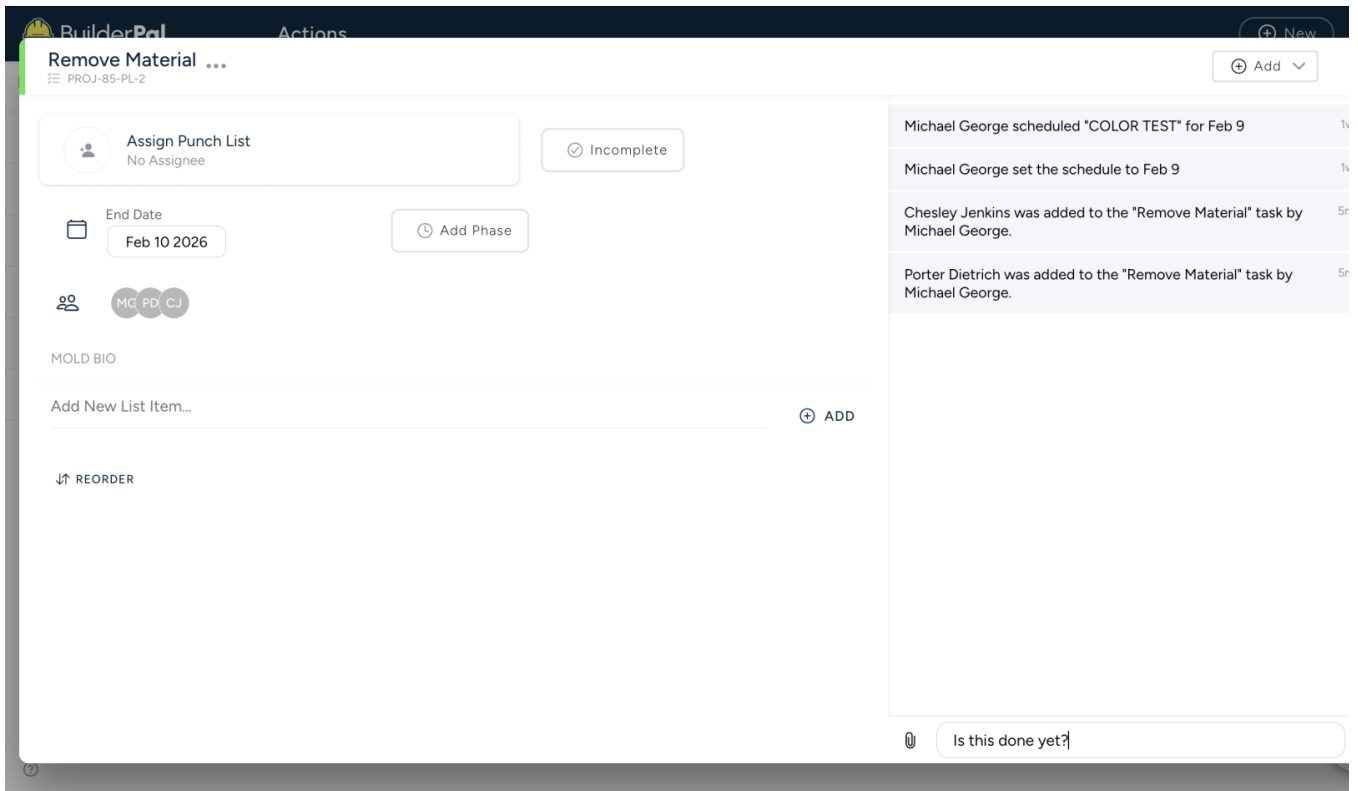 BuilderPal
Actions
New
Remove Material
PROJ-85-PL-2
Add
Assign Punch List
No Assignee
Incomplete
End Date
Feb 10 2026
Add Phase
MG PD CJ
MOLD BIO
Add New List Item...
ADD
REORDER
Michael George scheduled "COLOR TEST" for Feb 9
Michael George set the schedule to Feb 9
Chesley Jenkins was added to the "Remove Material" task by
Michael George.
Porter Dietrich was added to the "Remove Material" task by
Michael George.
Is this done yet?